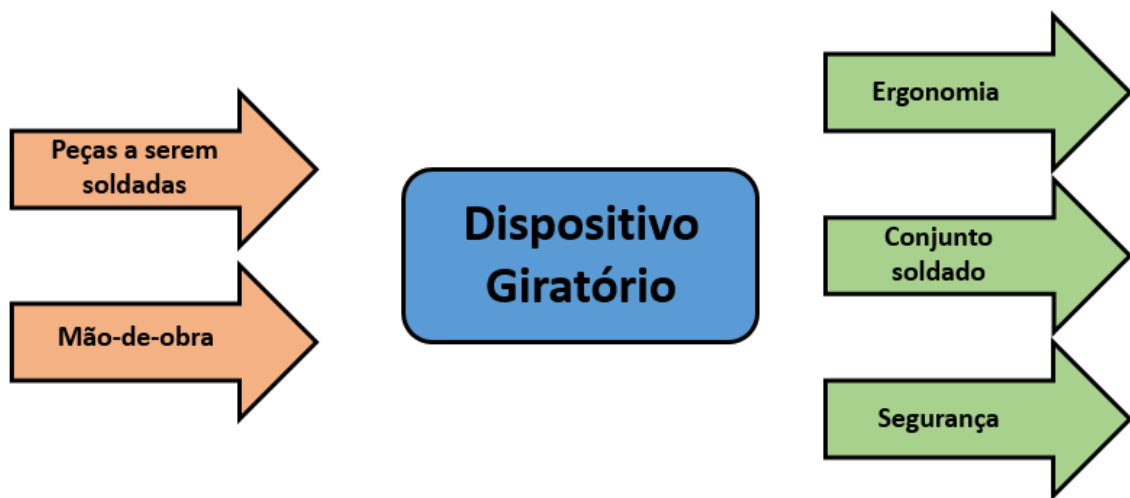 Peças a serem
soldadas
Mão-de-obra
Dispositivo
Giratório
Ergonomia
Conjunto
soldado
Segurança